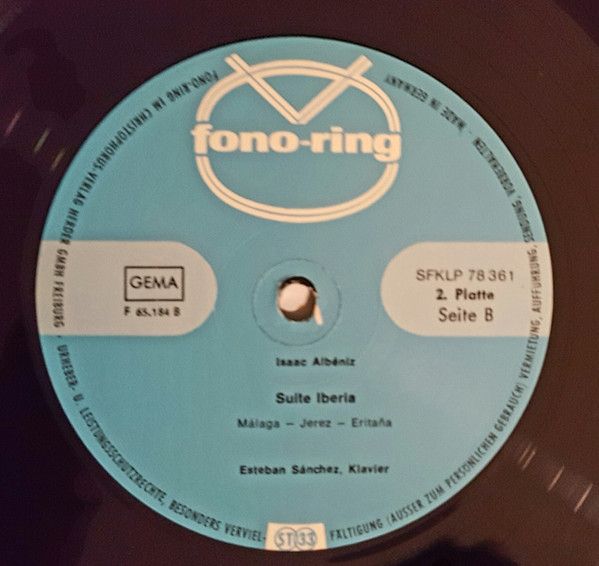 fono-ring
GEMA
F 65.184 B
SFKLP 78 361
2. Platte
Seite B
Isaac Albéniz
Suite Iberia
Málaga – Jerez – Eritaña
Esteban Sánchez, Klavier
ST 33
FONO-RING IM CHRISTOPHORUS-VERLAG HERDER GMBH FREIBURG · URHEBER- U. LEISTUNGSSCHUTZRECHTE, BESONDERS VERVIEL-FÄLTIGUNG (AUSSER ZUM PERSÖNLICHEN GEBRAUCH) VERMIETUNG, AUFFÜHRUNG, SENDUNG, VORBEHALTEN · MADE IN GERMANY